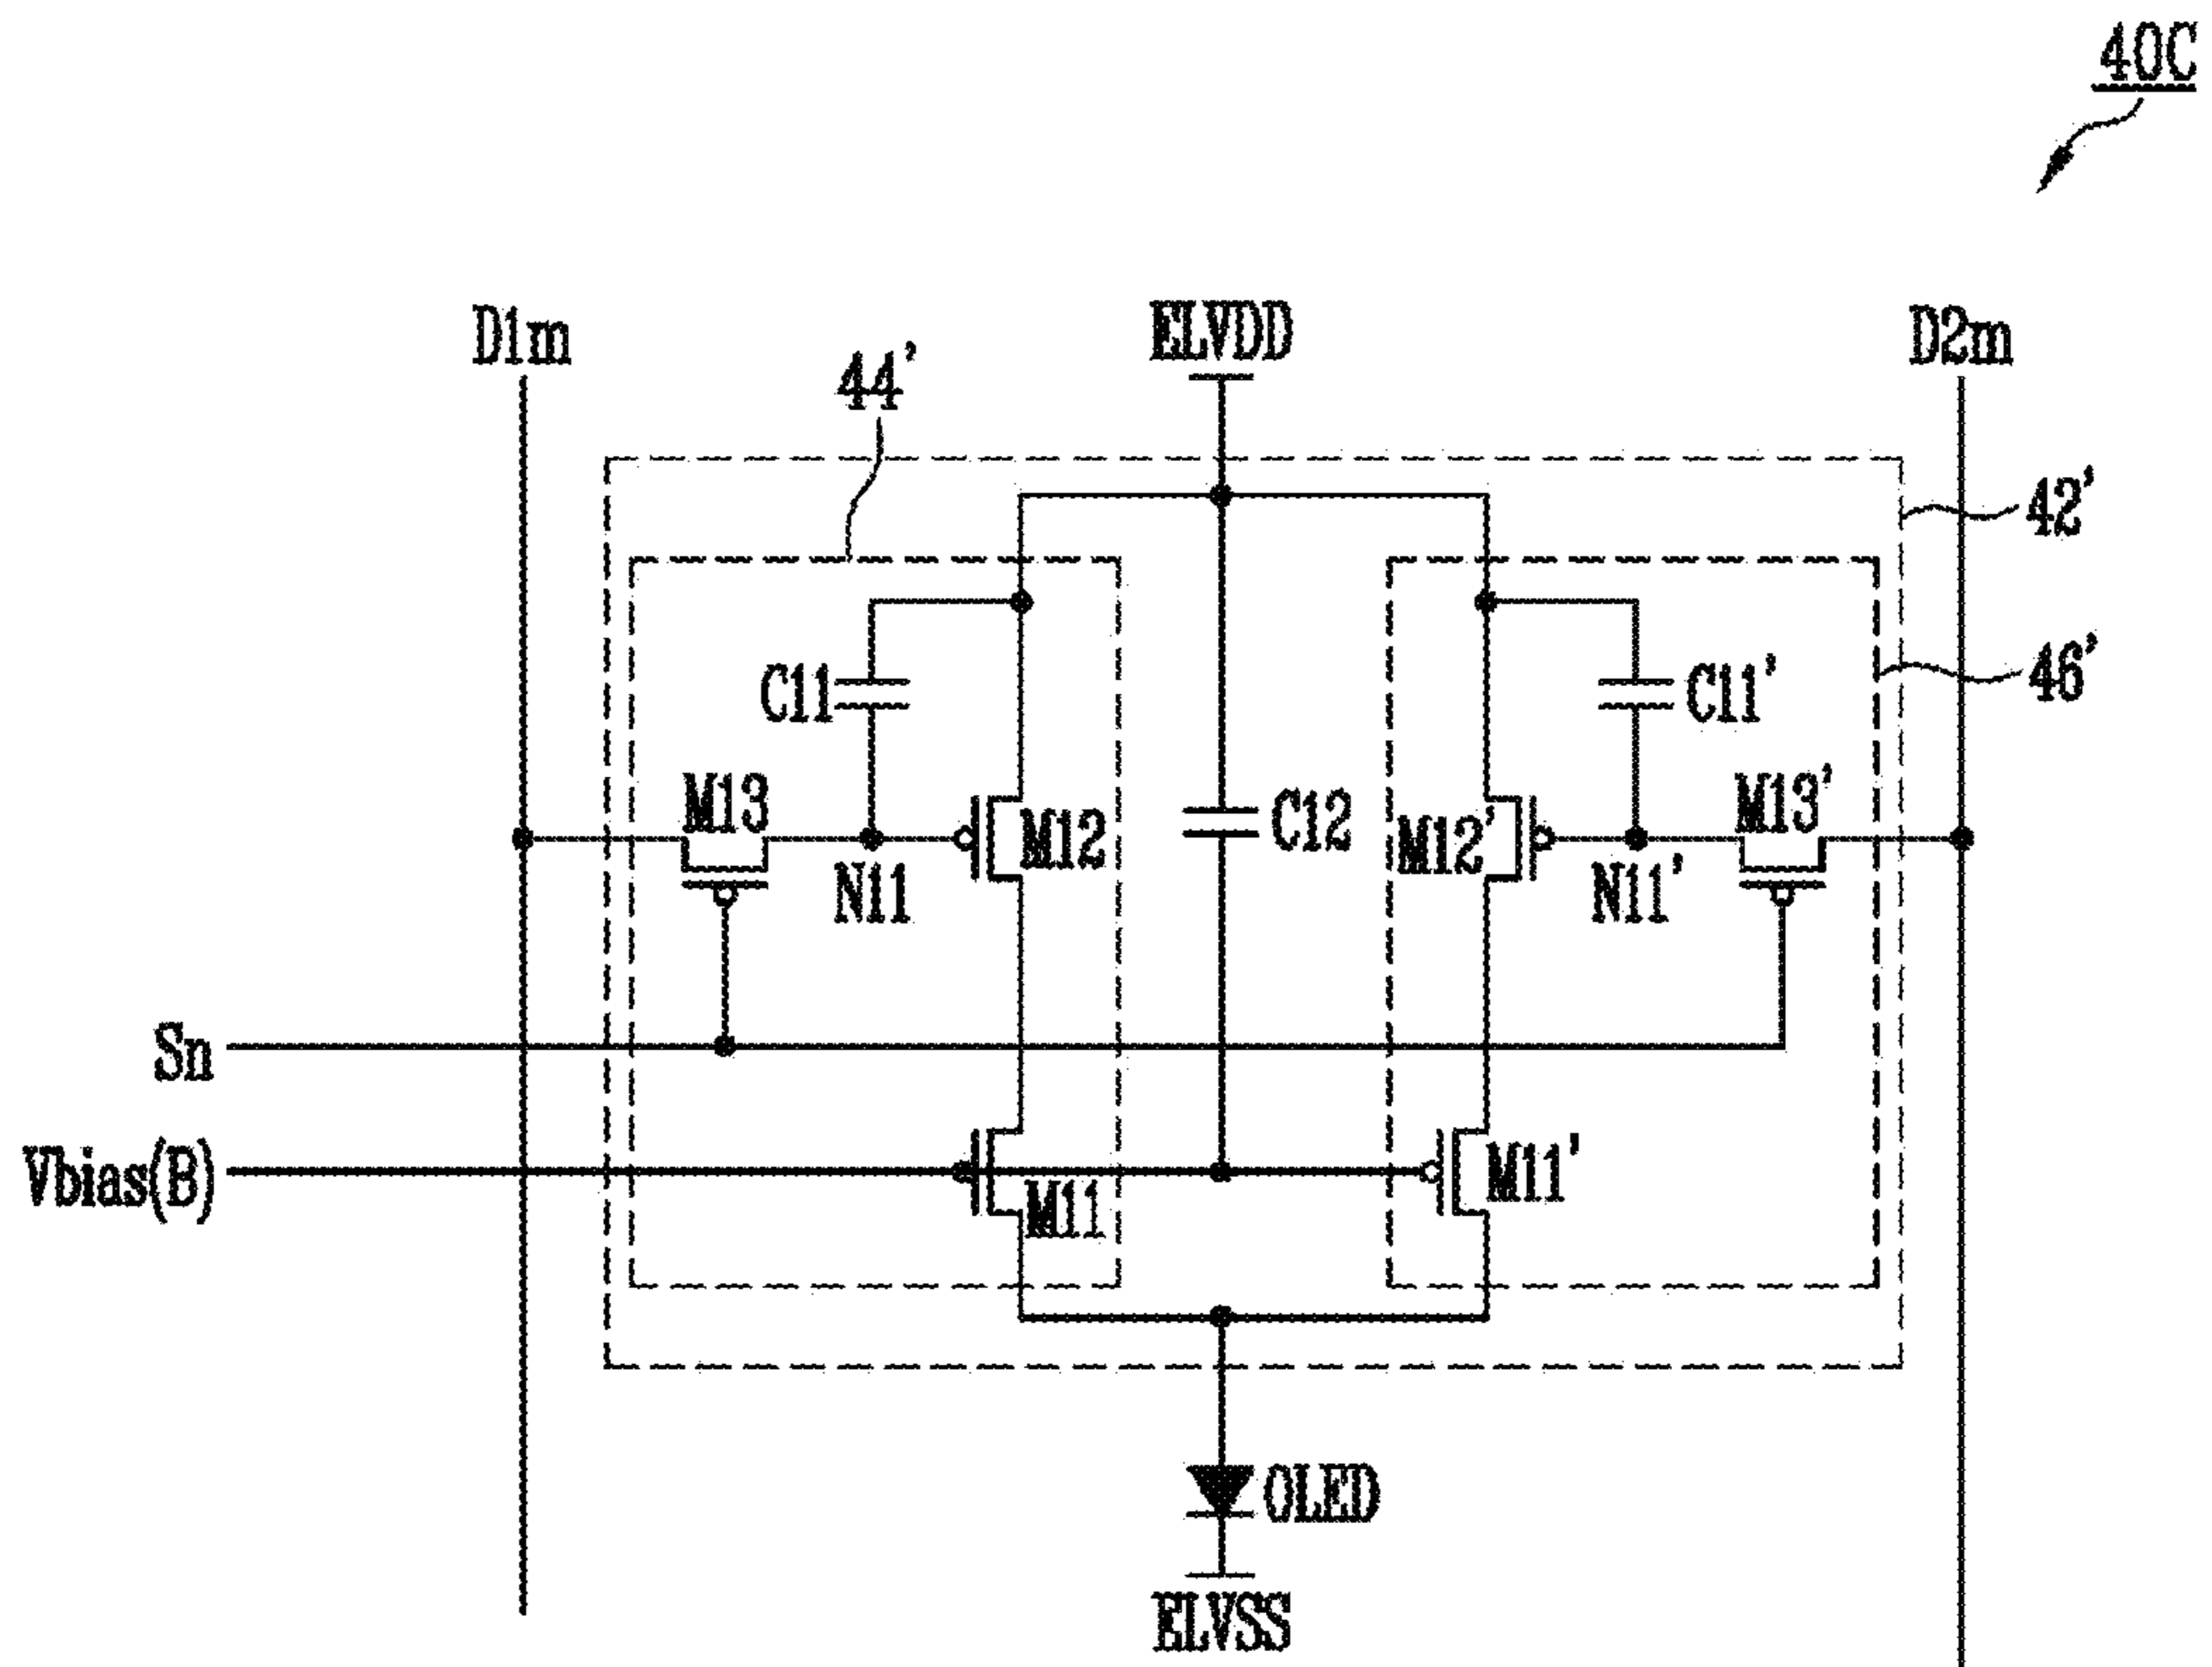 40C
D1m
ELVDD
D2m
44'
42'
46'
C11
C11'
M13
M13'
M12
C12
M12'
N11
N11'
Sn
Vbias(B)
M11
M11'
OLED
ELVSS